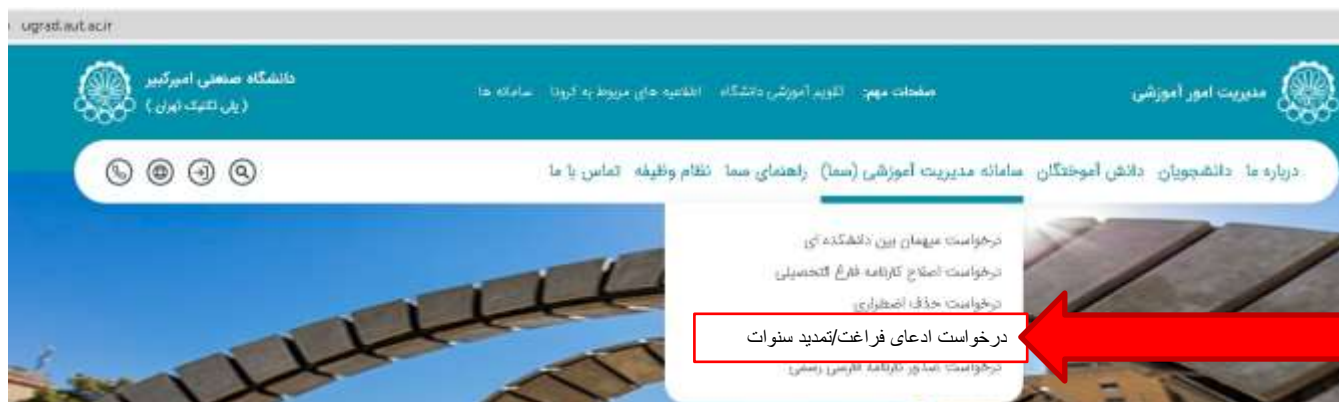 ugrad.aut.ac.ir
مدیریت امور آموزشی
صفحات مهم: تقویم آموزشی دانشگاه اطلاعیه های مربوط به کرونا سامانه ها
دانشگاه صنعتی امیرکبیر
( پلی تکنیک تهران )
درباره ما دانشجویان دانش آموختگان سامانه مدیریت آموزشی (سما) راهنمای سما نظام وظیفه تماس با ما
درخواست میهمان بین دانشکده ای
درخواست اصلاح کارنامه فارغ التحصیلی
درخواست حذف اضطراری
درخواست ادعای فراغت/تمدید سنوات
درخواست صدور کارنامه فارسی رسمی